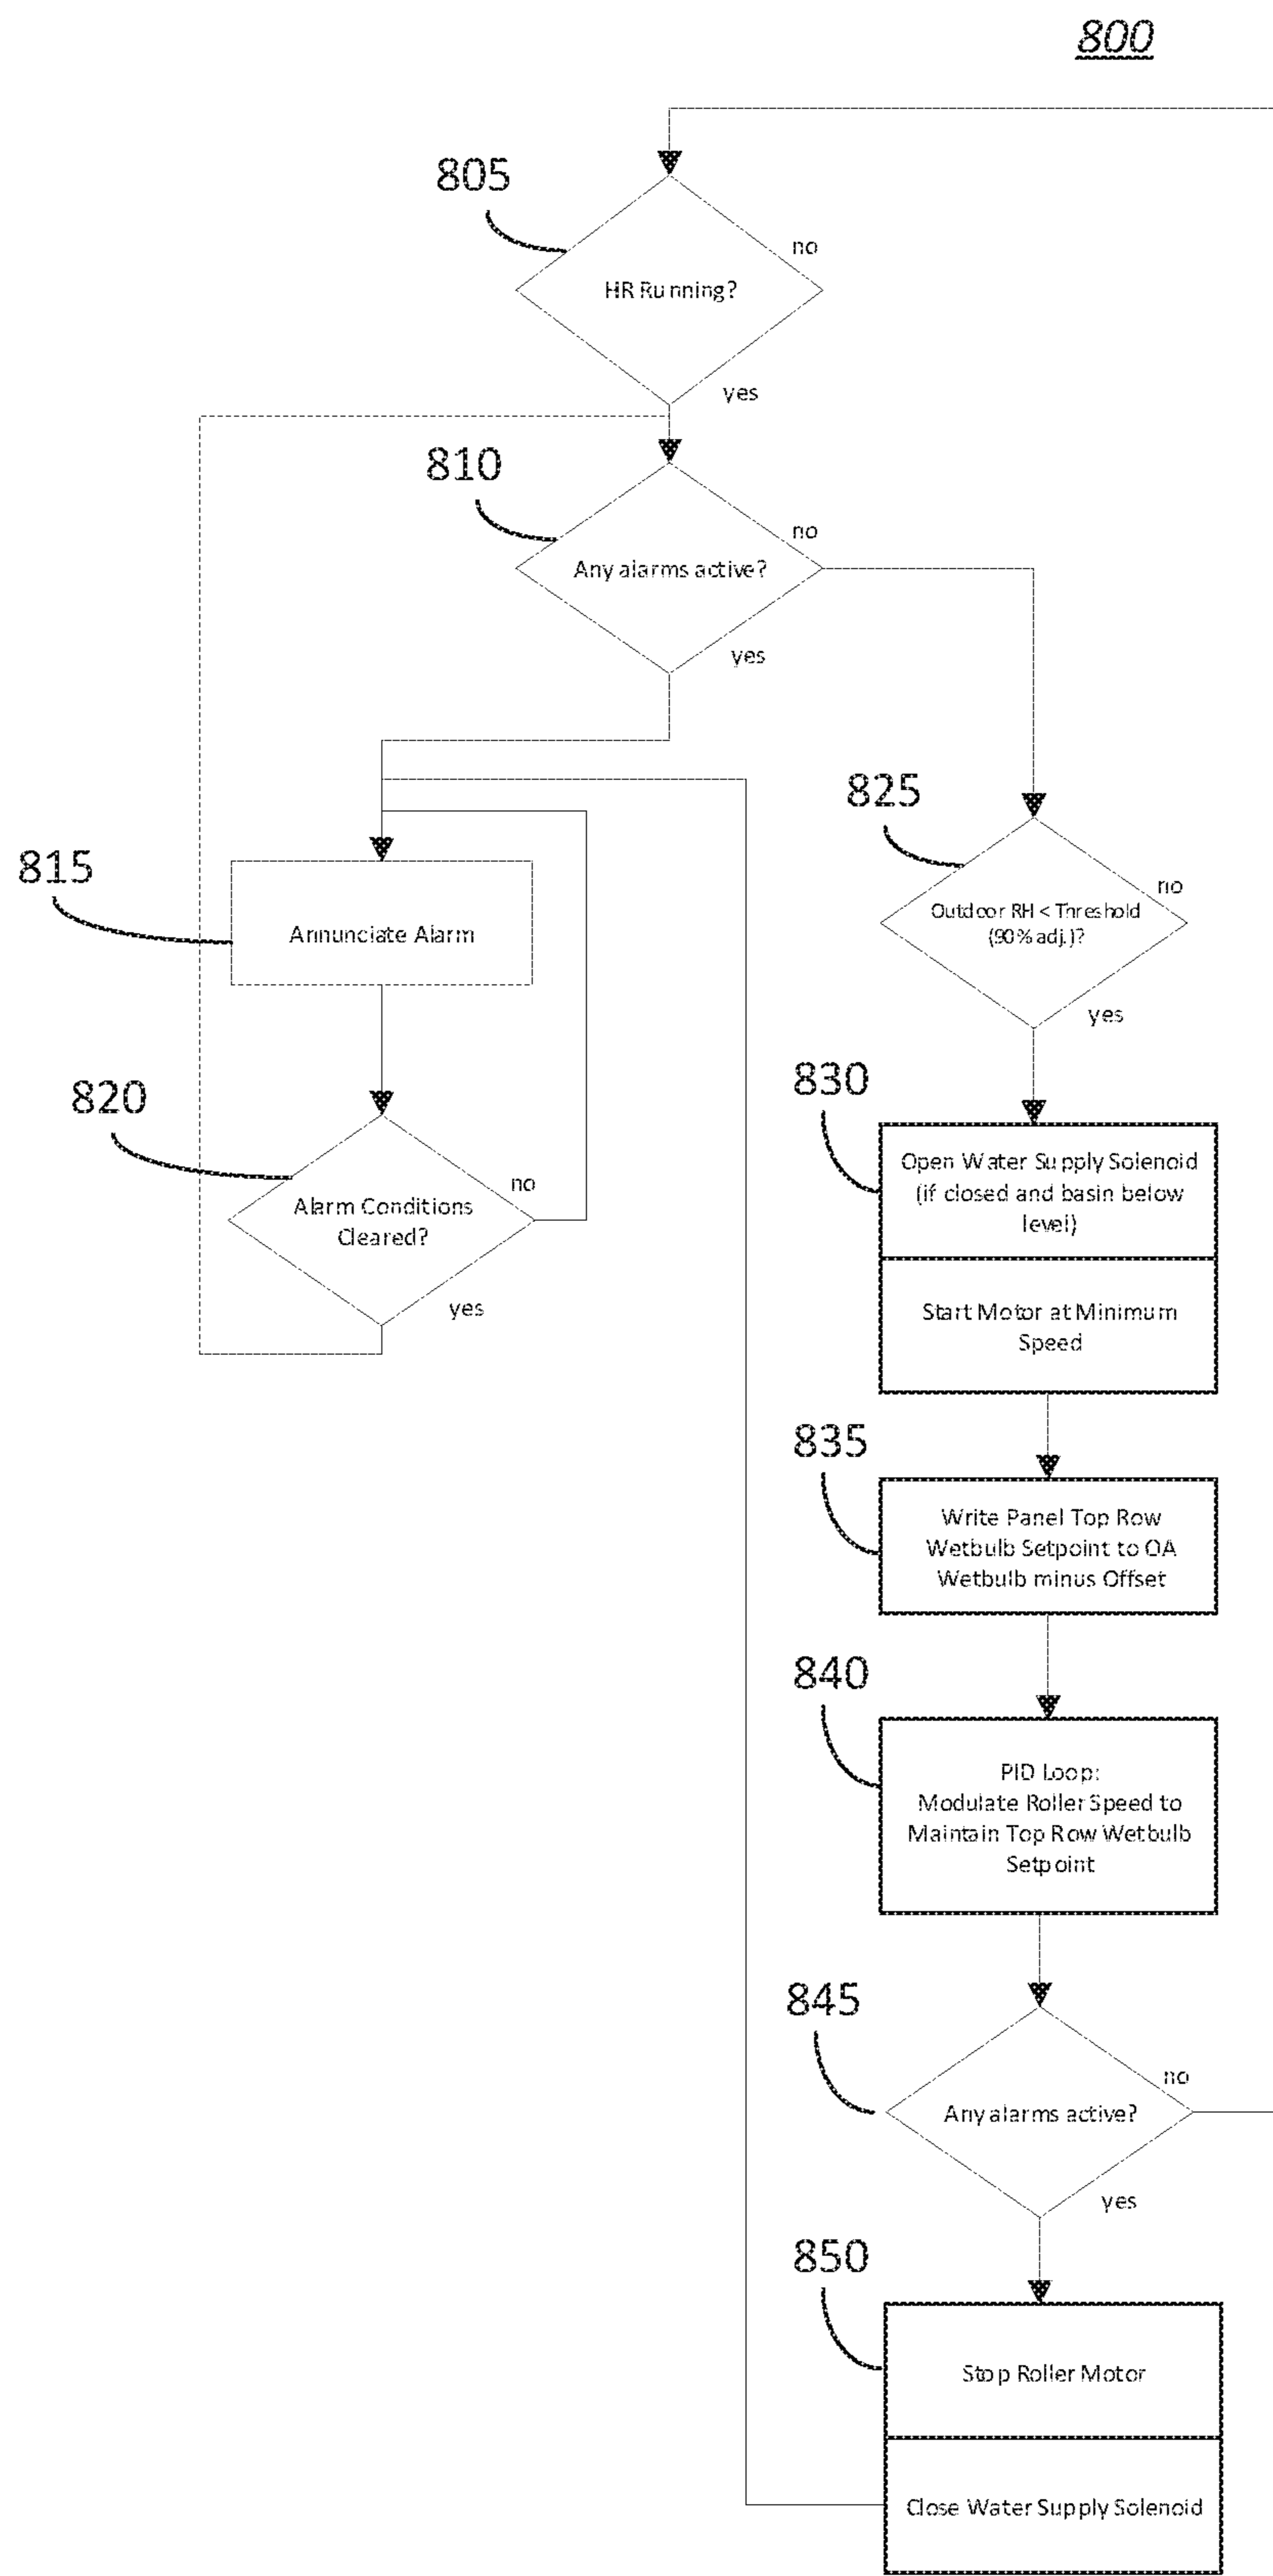 800
805
HR Running?
no
yes
810
Any alarms active?
no
yes
825
Outdoor RH < Threshold
(90% adj.)?
no
yes
815
Annunciate Alarm
820
Alarm Conditions
Cleared?
no
yes
830
Open Water Supply Solenoid
(if closed and basin below
level)
Start Motor at Minimum
Speed
835
Write Panel Top Row
Wetbulb Setpoint to OA
Wetbulb minus Offset
840
PID Loop:
Modulate Roller Speed to
Maintain Top Row Wetbulb
Setpoint
845
Any alarms active?
no
yes
850
Stop Roller Motor
Close Water Supply Solenoid